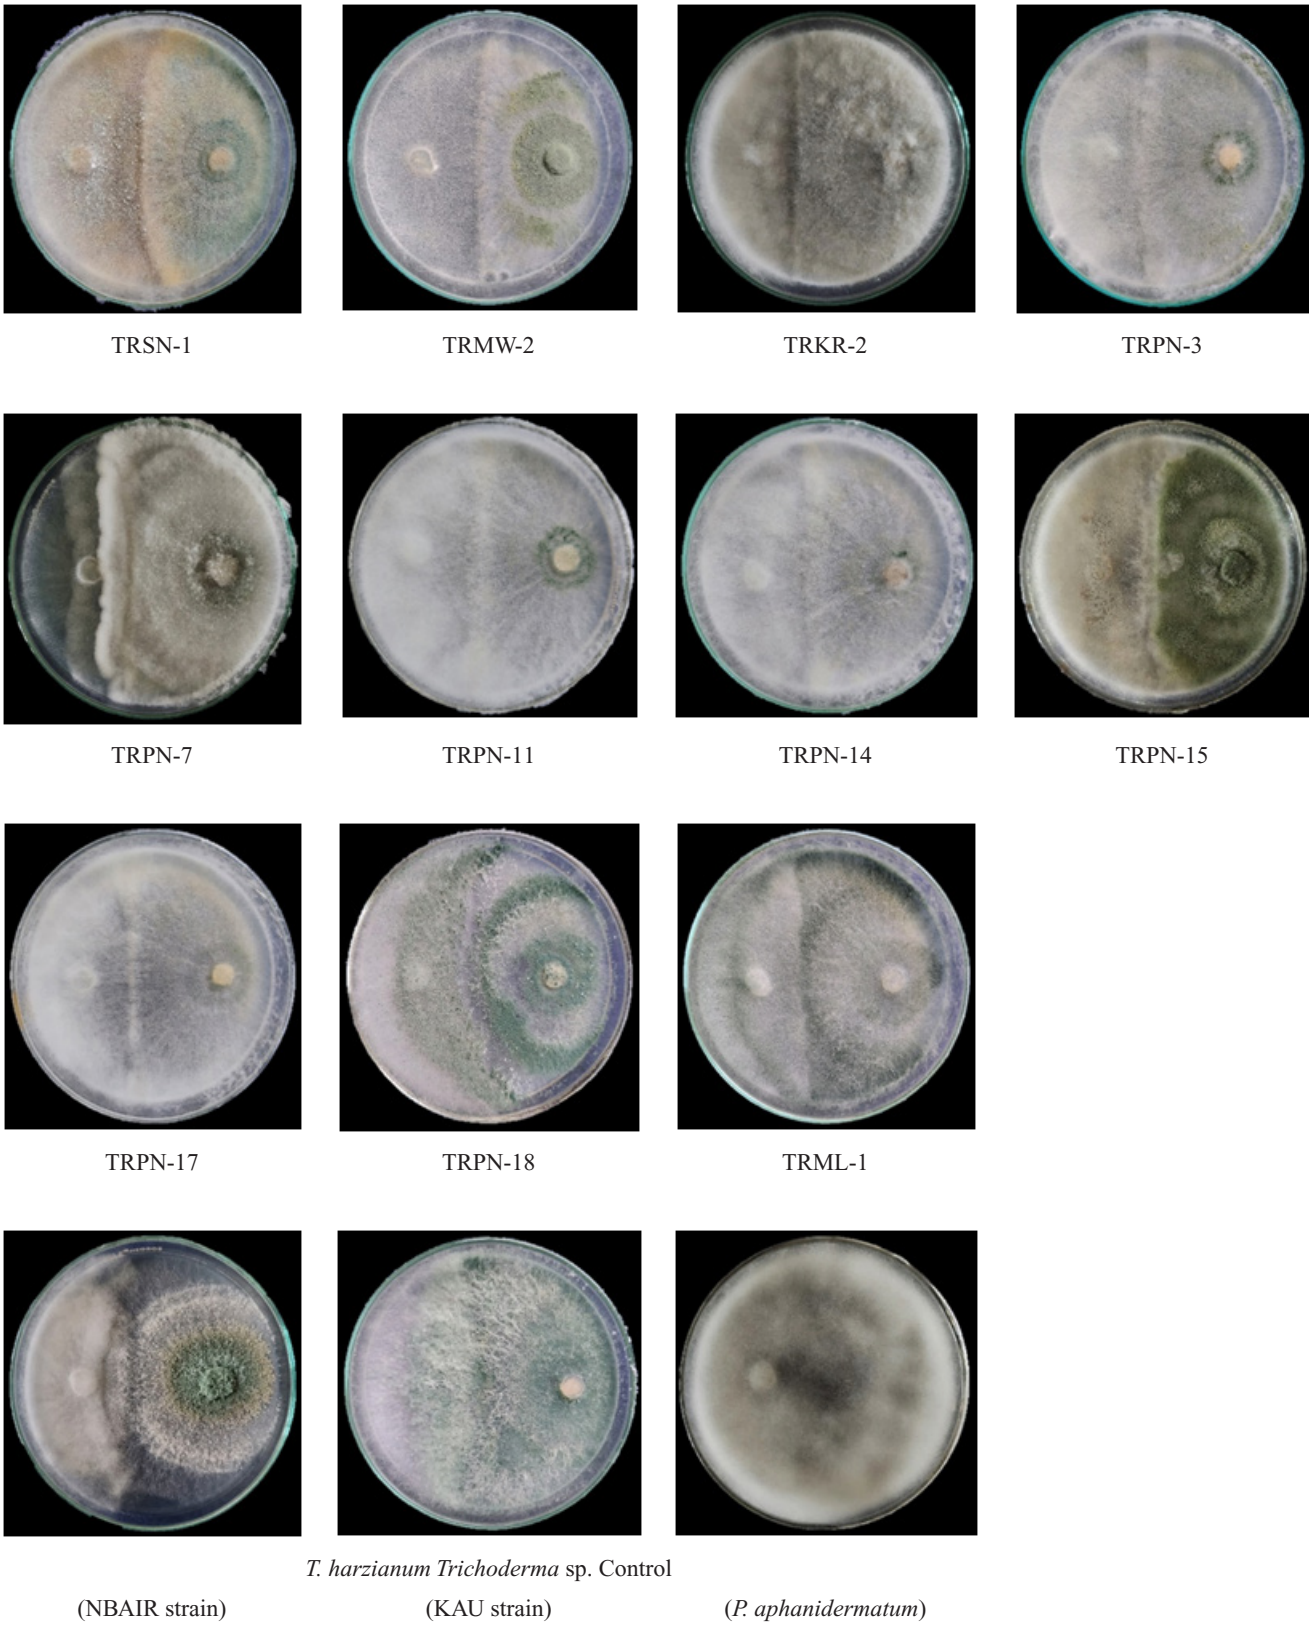 TRSN-1 TRMW-2 TRKR-2 TRPN-3
TRPN-7 TRPN-11 TRPN-14 TRPN-15
TRPN-17 TRPN-18 TRML-1
T. harzianum Trichoderma sp. Control
(NBAIR strain) (KAU strain) (P. aphanidermatum)